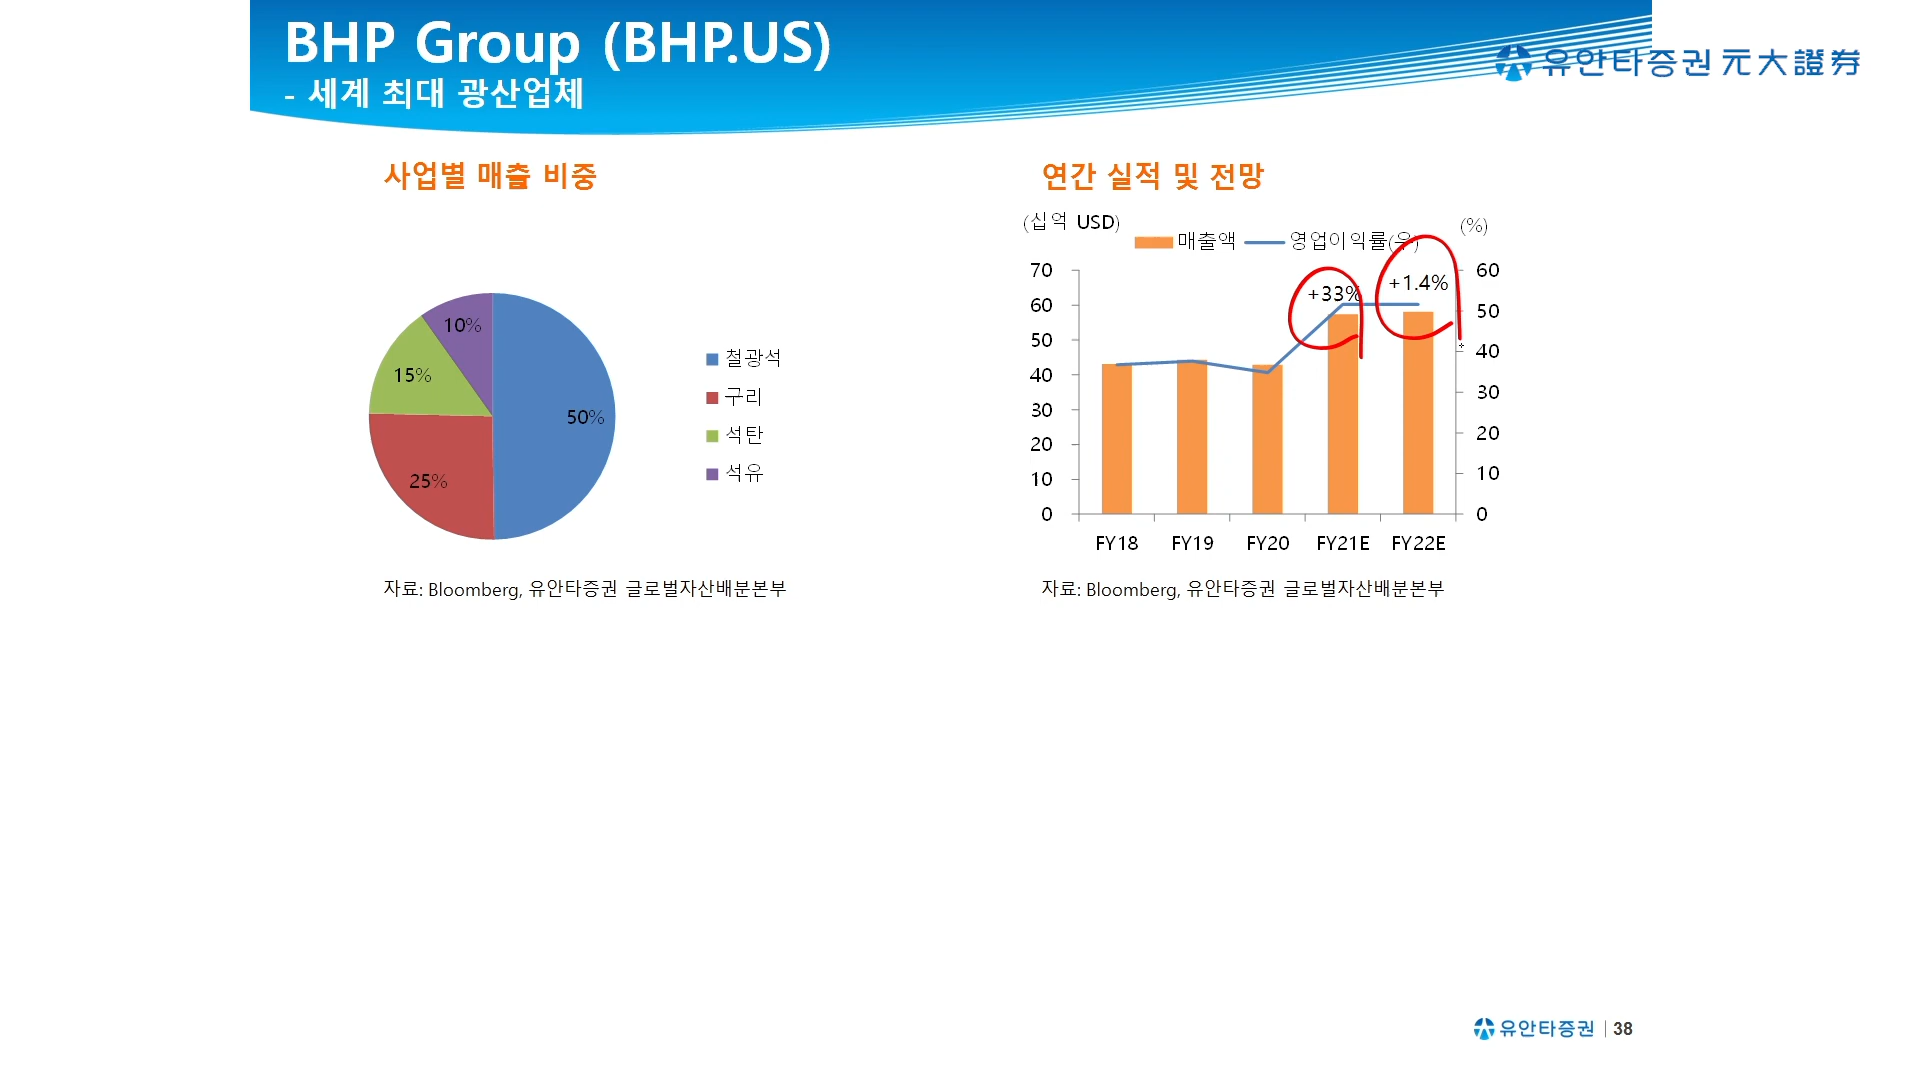 BHP Group (BHP.US)
- 세계 최대 광산업체
유안타증권 元大證券
사업별 매출 비중
10%
15%
50%
25%
철광석
구리
석탄
석유
자료: Bloomberg, 유안타증권 글로벌자산배분본부
연간 실적 및 전망
(십억 USD)
(%)
매출액 영업이익률(우)
+33%
+1.4%
70
60
50
40
30
20
10
0
60
50
40
30
20
10
0
FY18 FY19 FY20 FY21E FY22E
자료: Bloomberg, 유안타증권 글로벌자산배분본부
유안타증권 | 38